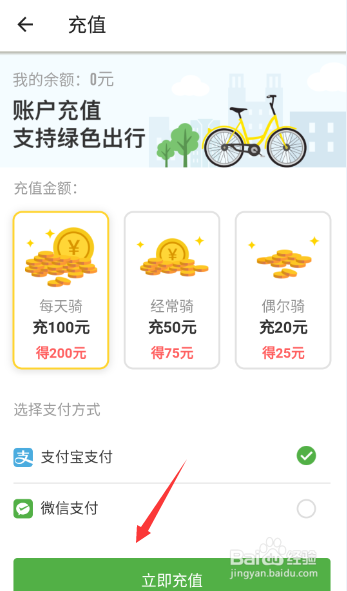 充值
我的余额：0元
账户充值
支持绿色出行
充值金额：
每天骑
充100元
得200元
经常骑
充50元
得75元
偶尔骑
充20元
得25元
选择支付方式
支 支付宝支付
微信支付
立即充值
Baidu 经验
jingyan.baidu.com